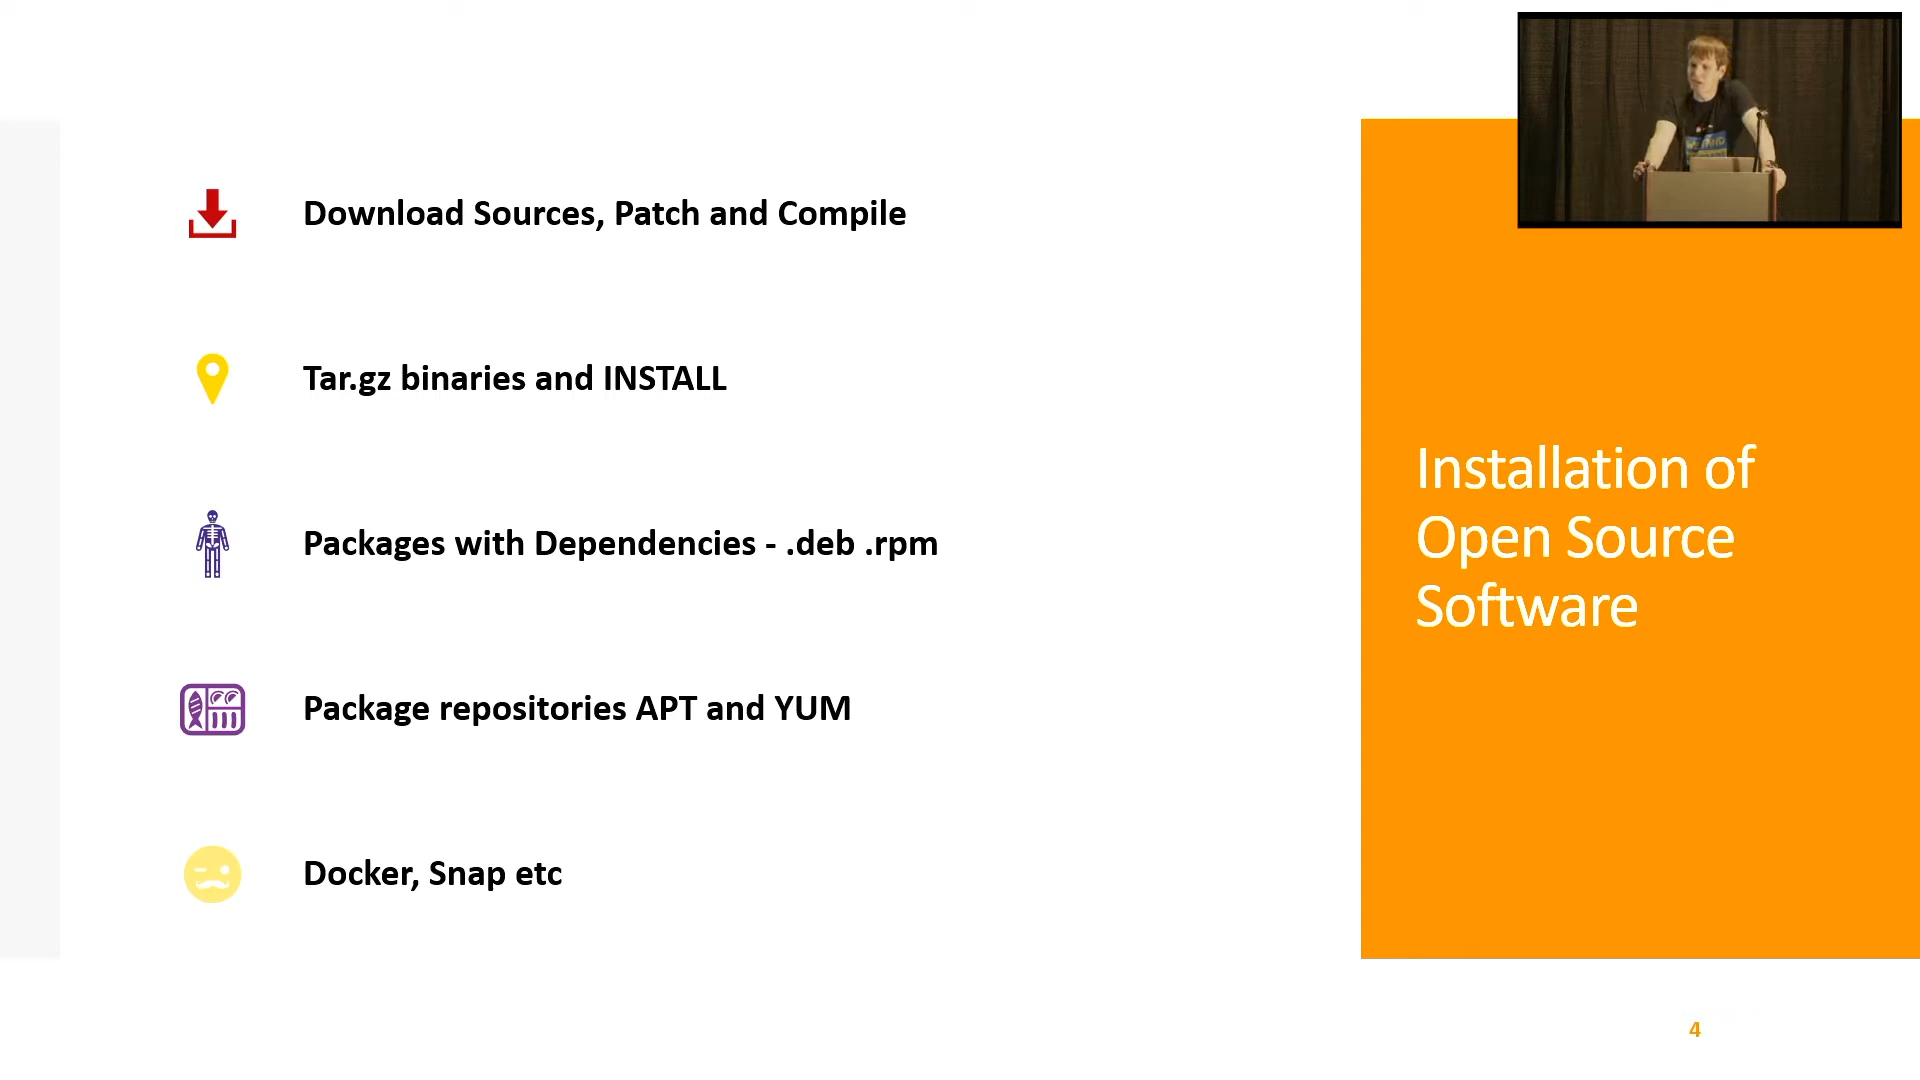 Download Sources, Patch and Compile
Tar.gz binaries and INSTALL
Packages with Dependencies - .deb .rpm
Package repositories APT and YUM
Docker, Snap etc
Installation of
Open Source
Software
4